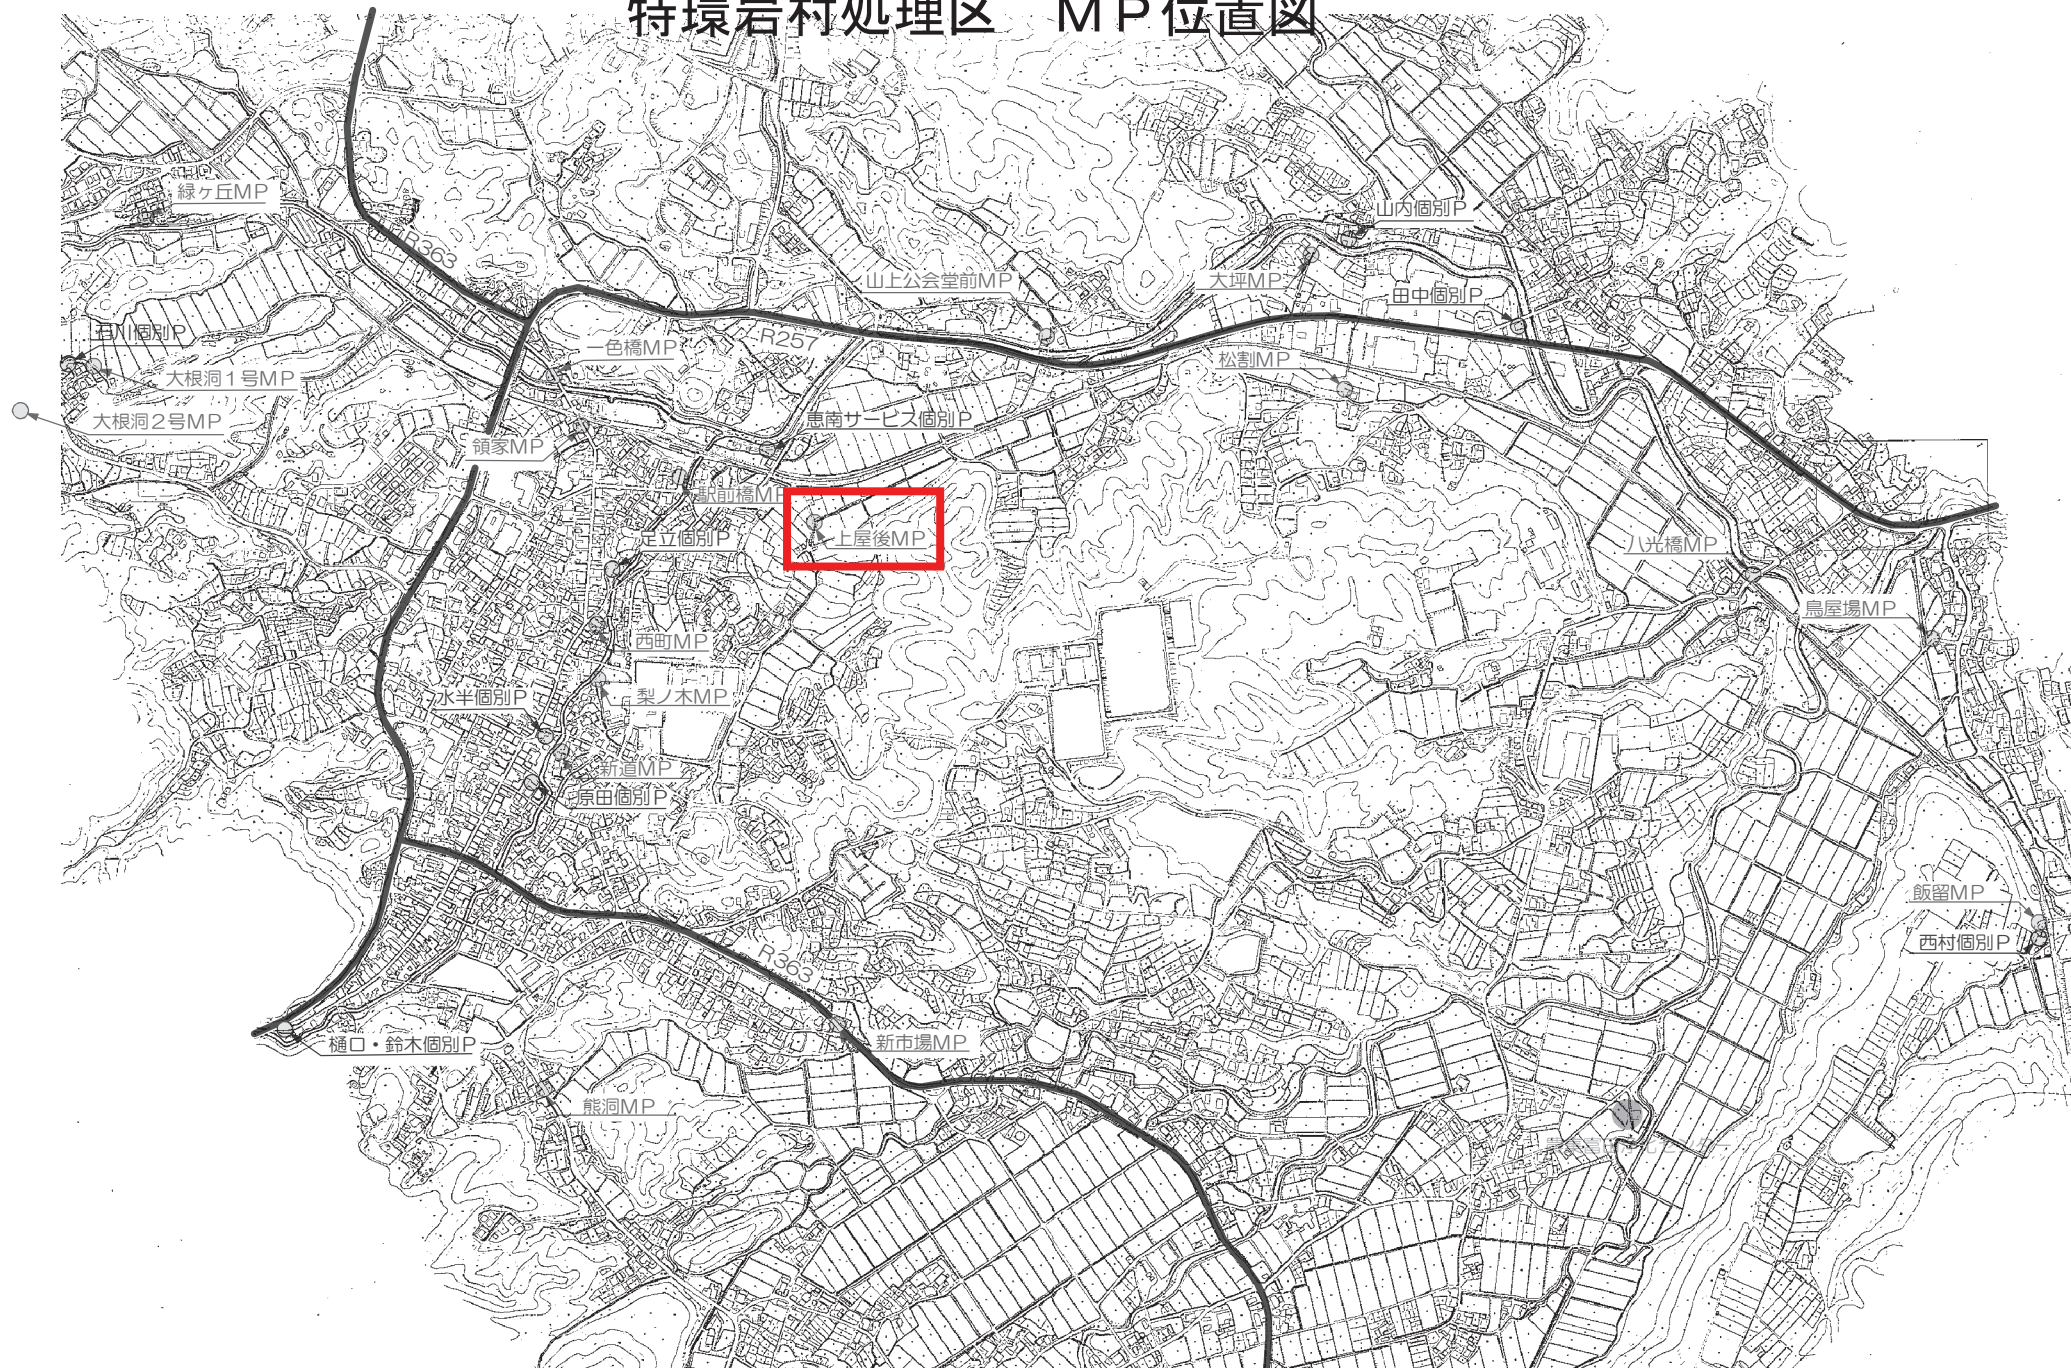 特環岩村処理区　ＭＰ位置図
緑ヶ丘MP
山内個別P
R363
山上公会堂前MP
大坪MP
田中個別P
石川個別P
R257
一色橋MP
松割MP
大根洞１号MP
大根洞２号MP
恵南サービス個別P
領家MP
駅前橋MP
足立個別P
上屋後MP
八光橋MP
鳥屋場MP
西町MP
水半個別P
梨ノ木MP
新道MP
原田個別P
飯留MP
西村個別P
R363
樋口・鈴木個別P
新市場MP
熊洞MP